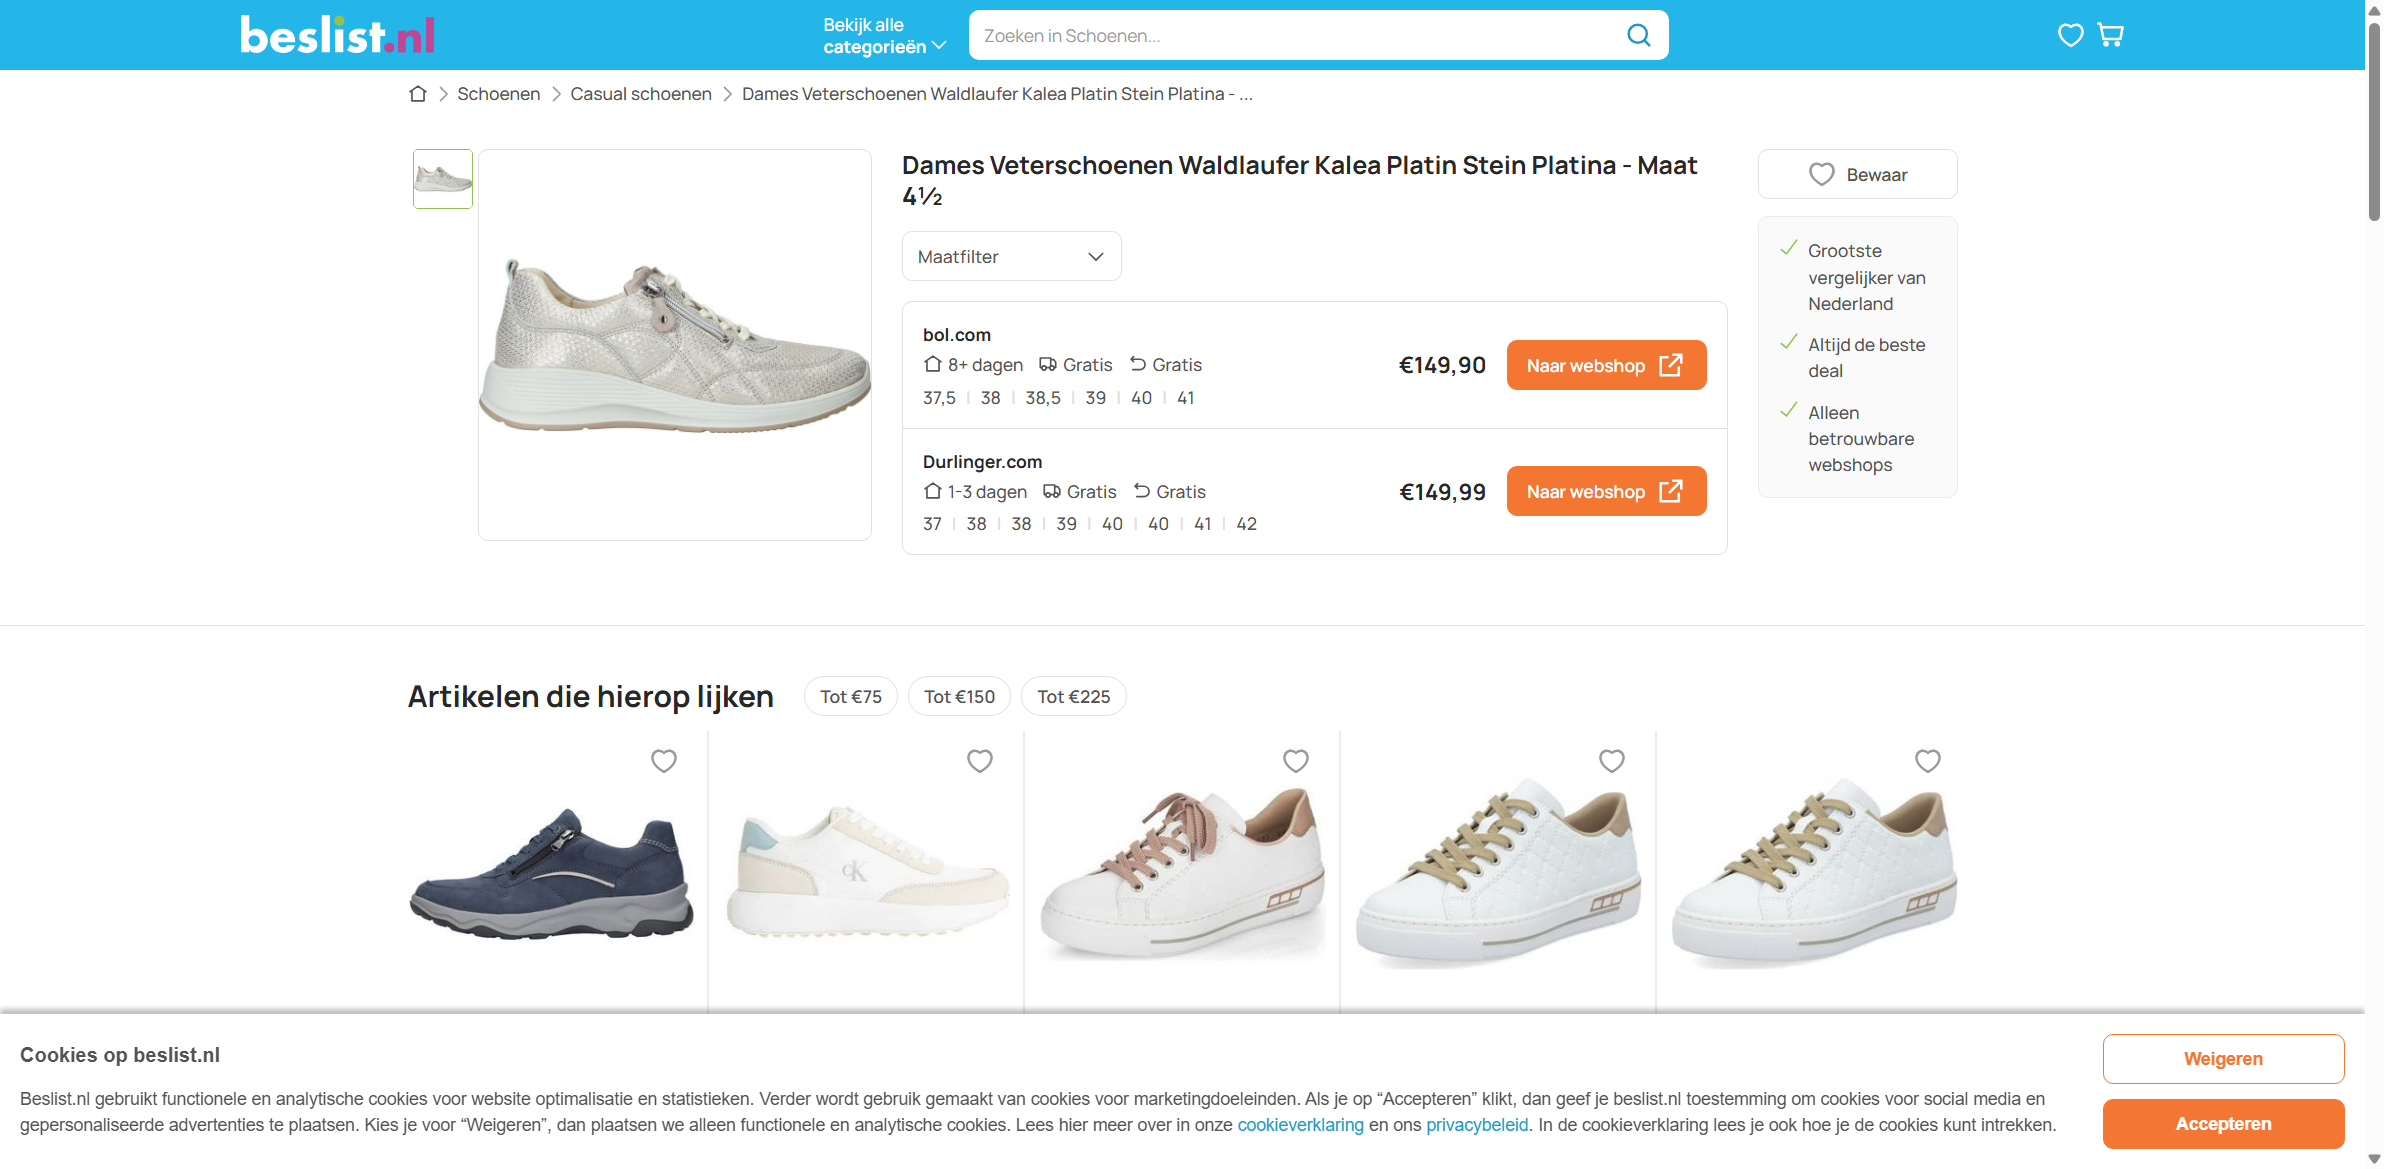 beslist.nl
Bekijk alle
categorieën
Zoeken in Schoenen...
Schoenen
Casual schoenen
Dames Veterschoenen Waldlaufer Kalea Platin Stein Platina - ...
Dames Veterschoenen Waldlaufer Kalea Platin Stein Platina - Maat
4½
Maatfilter
bol.com
8+ dagen Gratis Gratis
37,5 | 38 | 38,5 | 39 | 40 | 41
€149,90
Naar webshop
Durlinger.com
1-3 dagen Gratis Gratis
37 | 38 | 38 | 39 | 40 | 40 | 41 | 42
€149,99
Naar webshop
Bewaar
Grootste
vergelijker van
Nederland
Altijd de beste
deal
Alleen
betrouwbare
webshops
Artikelen die hierop lijken
Tot €75
Tot €150
Tot €225
CK
Cookies op beslist.nl
Beslist.nl gebruikt functionele en analytische cookies voor website optimalisatie en statistieken. Verder wordt gebruik gemaakt van cookies voor marketingdoeleinden. Als je op “Accepteren” klikt, dan geef je beslist.nl toestemming om cookies voor social media en
gepersonaliseerde advertenties te plaatsen. Kies je voor “Weigeren”, dan plaatsen we alleen functionele en analytische cookies. Lees hier meer over in onze cookieverklaring en ons privacybeleid. In de cookieverklaring lees je ook hoe je de cookies kunt intrekken.
Weigeren
Accepteren